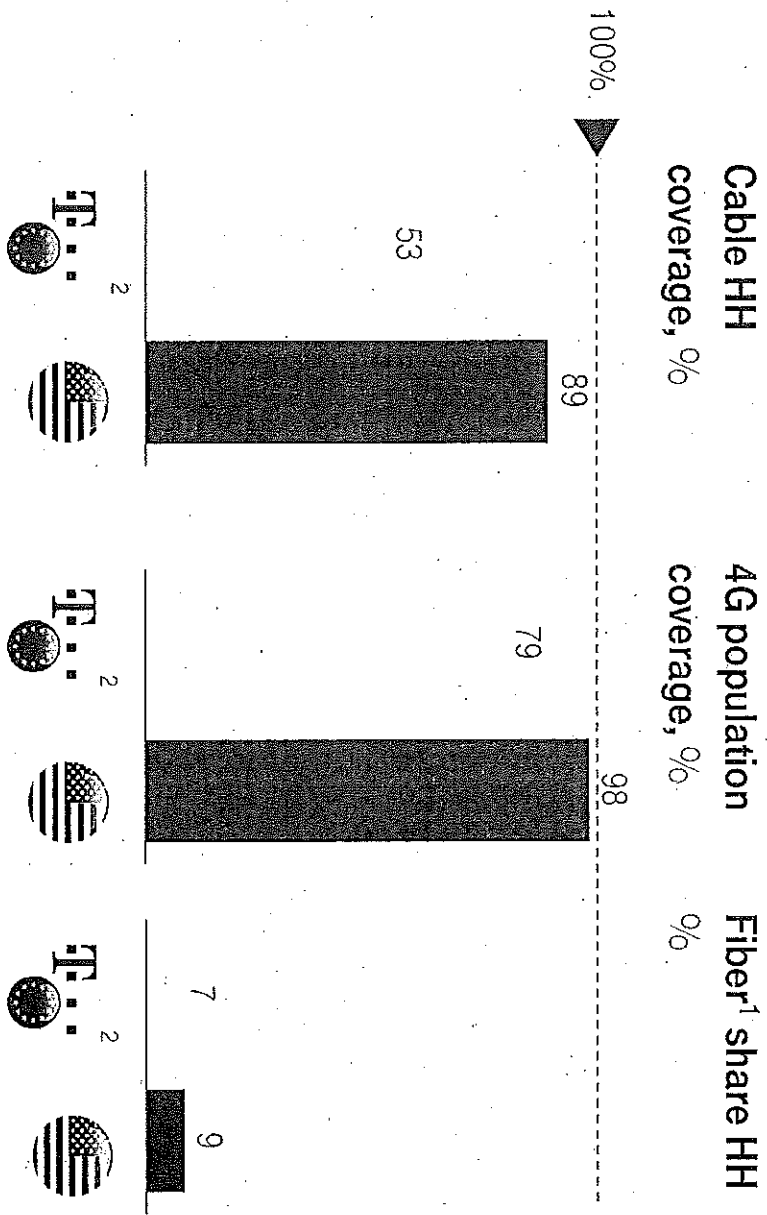 Cable HH
coverage, %
4G population
coverage, %
Fiber¹ share HH
%
100%
53
89
79
98
7
9
T 2
T 2
T 2